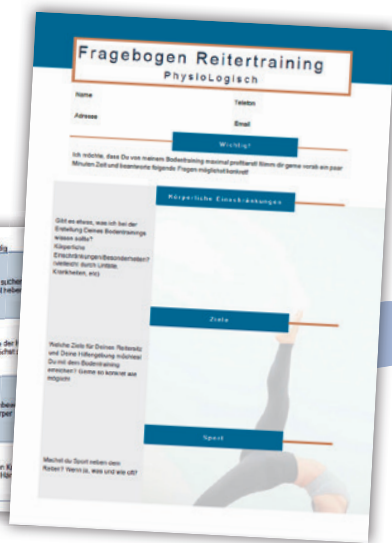 Fragebogen Reitertraining
PhysioLogisch
Name
Telefon
Adresse
Email
Wichtig!
Ich möchte, dass Du von meinem Bodentraining maximal profitierst! Nimm dir gerne vorab ein paar
Minuten Zeit und beantworte folgende Fragen möglichst konkret!
Körperliche Einschränkungen
Gibt es etwas, was ich bei der
Erstellung Deines Bodentrainings
wissen sollte?
Körperliche
Einschränkungen/Besonderheiten?
(vielleicht durch Unfälle,
Krankheiten, etc)
Ziele
Welche Ziele für Deinen Reitersitz
und Deine Hilfengebung möchtest
Du mit dem Bodentraining
erreichen? Gerne so konkret wie
möglich!
Sport
Machst du Sport neben dem
Reiten? Wenn ja, was und wie oft?